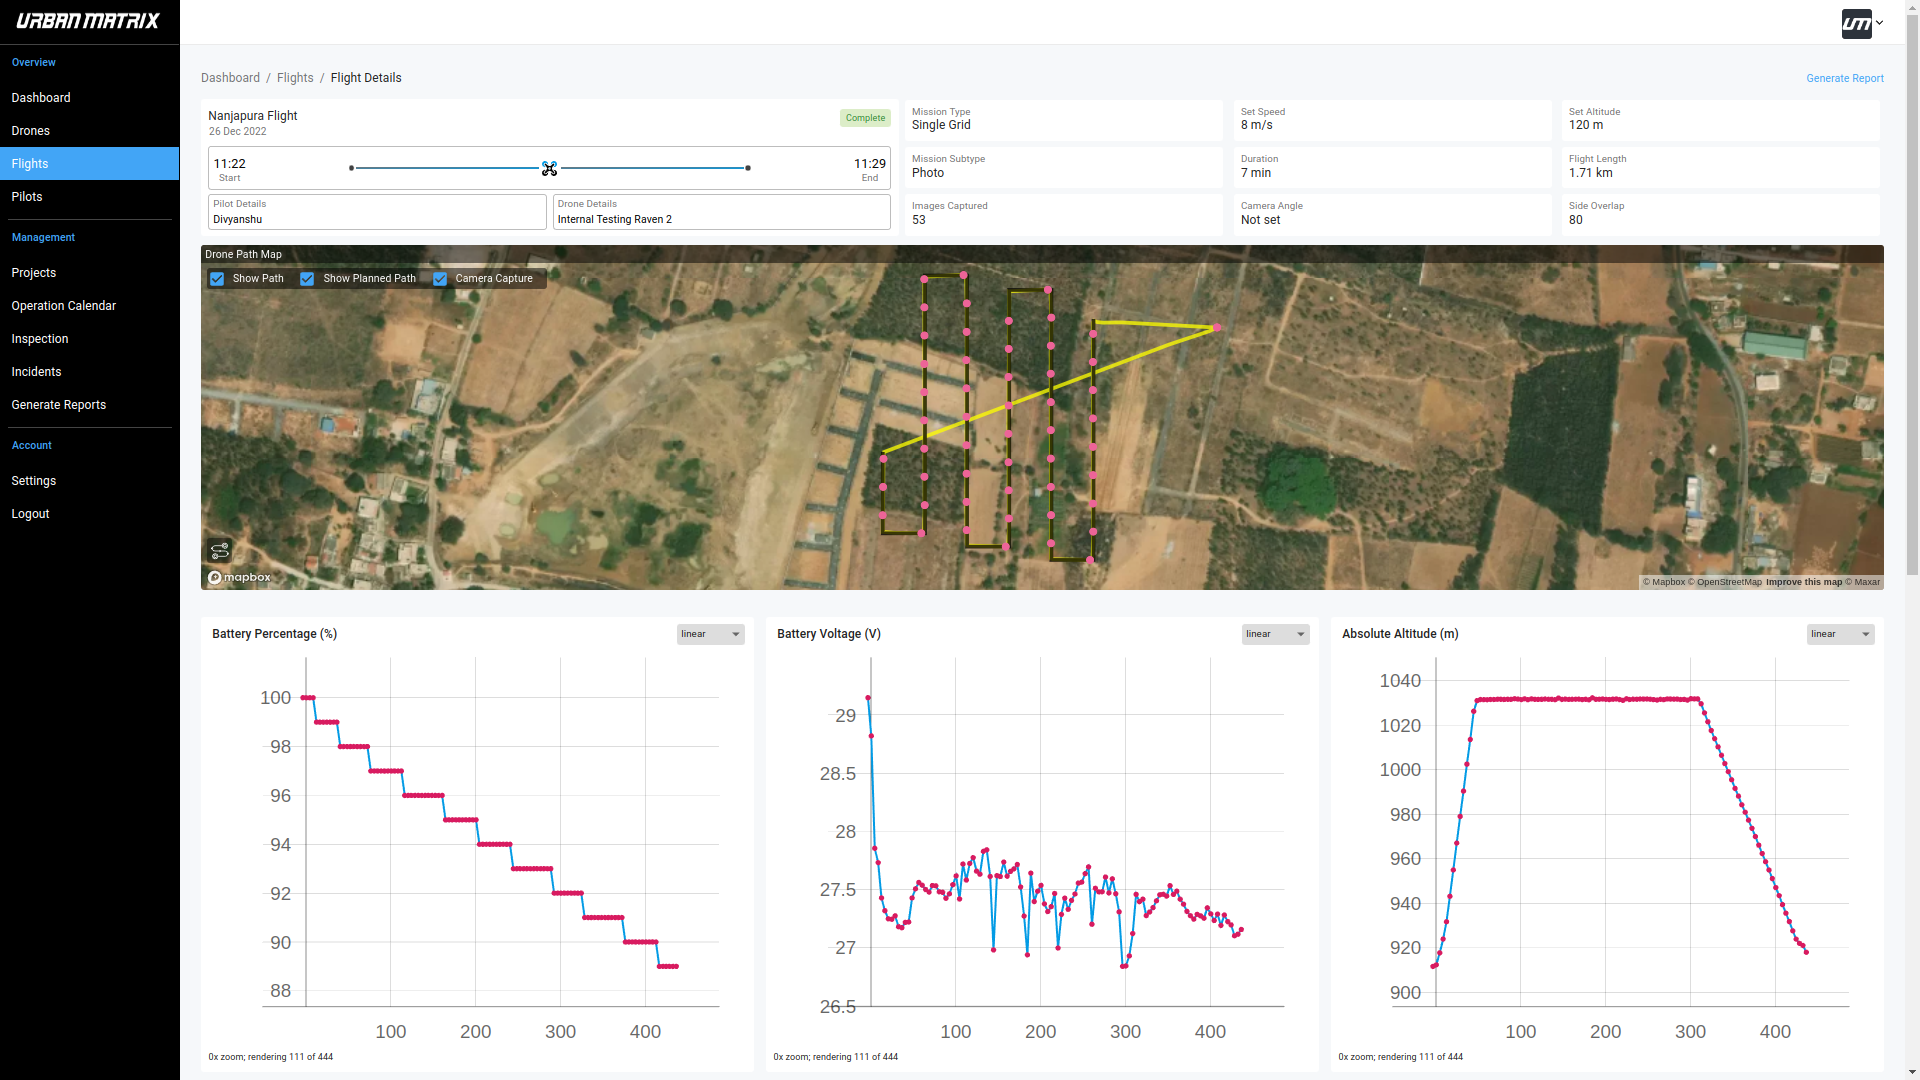 URBAN MATRIX
um
Overview
Dashboard
Drones
Flights
Pilots
Management
Projects
Operation Calendar
Inspection
Incidents
Generate Reports
Account
Settings
Logout
Dashboard / Flights / Flight Details
Generate Report
Nanjapura Flight
26 Dec 2022
Complete
11:22
Start
11:29
End
Pilot Details
Divyanshu
Drone Details
Internal Testing Raven 2
Mission Type
Single Grid
Set Speed
8 m/s
Set Altitude
120 m
Mission Subtype
Photo
Duration
7 min
Flight Length
1.71 km
Images Captured
53
Camera Angle
Not set
Side Overlap
80
Drone Path Map
Show Path Show Planned Path Camera Capture
mapbox
© Mapbox © OpenStreetMap Improve this map © Maxar
Battery Percentage (%)
linear
100
98
96
94
92
90
88
100 200 300 400
0x zoom; rendering 111 of 444
Battery Voltage (V)
linear
29
28.5
28
27.5
27
26.5
100 200 300 400
0x zoom; rendering 111 of 444
Absolute Altitude (m)
linear
1040
1020
1000
980
960
940
920
900
100 200 300 400
0x zoom; rendering 111 of 444